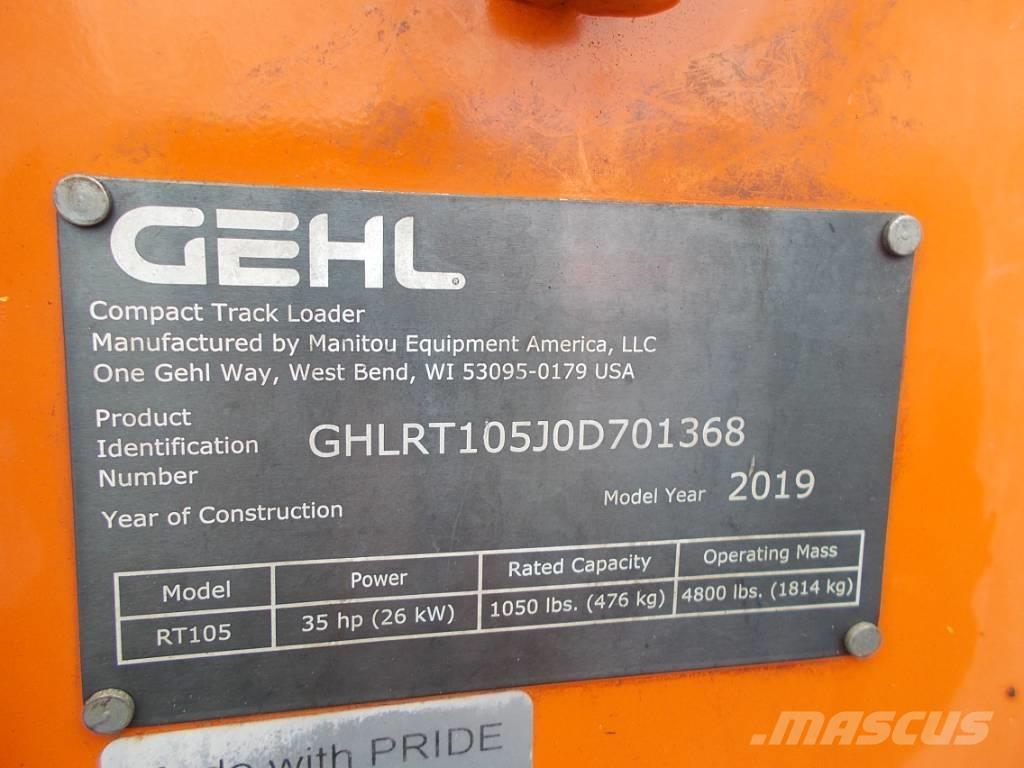 GEHL®
Compact Track Loader
Manufactured by Manitou Equipment America, LLC
One Gehl Way, West Bend, WI 53095-0179 USA
Product
Identification GHLRT105J0D701368
Number
Model Year 2019
Year of Construction
Model Power Rated Capacity Operating Mass
RT105 35 hp (26 kW) 1050 lbs. (476 kg) 4800 lbs. (1814 kg)
with PRIDE
MASCUS